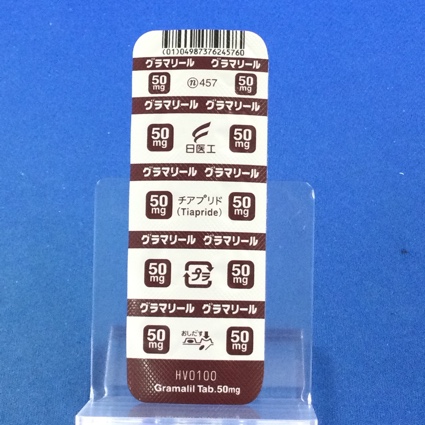 (01)04987376245760
グラマリール グラマリール
50mg ⓝ457 50mg
グラマリール グラマリール
50mg 日医工 50mg
グラマリール グラマリール
50mg チアプリド 50mg
(Tiapride)
グラマリール グラマリール
50mg プラ 50mg
グラマリール グラマリール
50mg おしだす 50mg
HV0100
Gramalil Tab.50mg